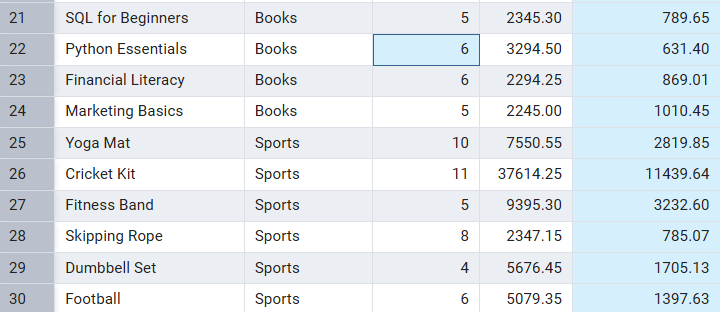 21 SQL for Beginners Books 5 2345.30 789.65
22 Python Essentials Books 6 3294.50 631.40
23 Financial Literacy Books 6 2294.25 869.01
24 Marketing Basics Books 5 2245.00 1010.45
25 Yoga Mat Sports 10 7550.55 2819.85
26 Cricket Kit Sports 11 37614.25 11439.64
27 Fitness Band Sports 5 9395.30 3232.60
28 Skipping Rope Sports 8 2347.15 785.07
29 Dumbbell Set Sports 4 5676.45 1705.13
30 Football Sports 6 5079.35 1397.63